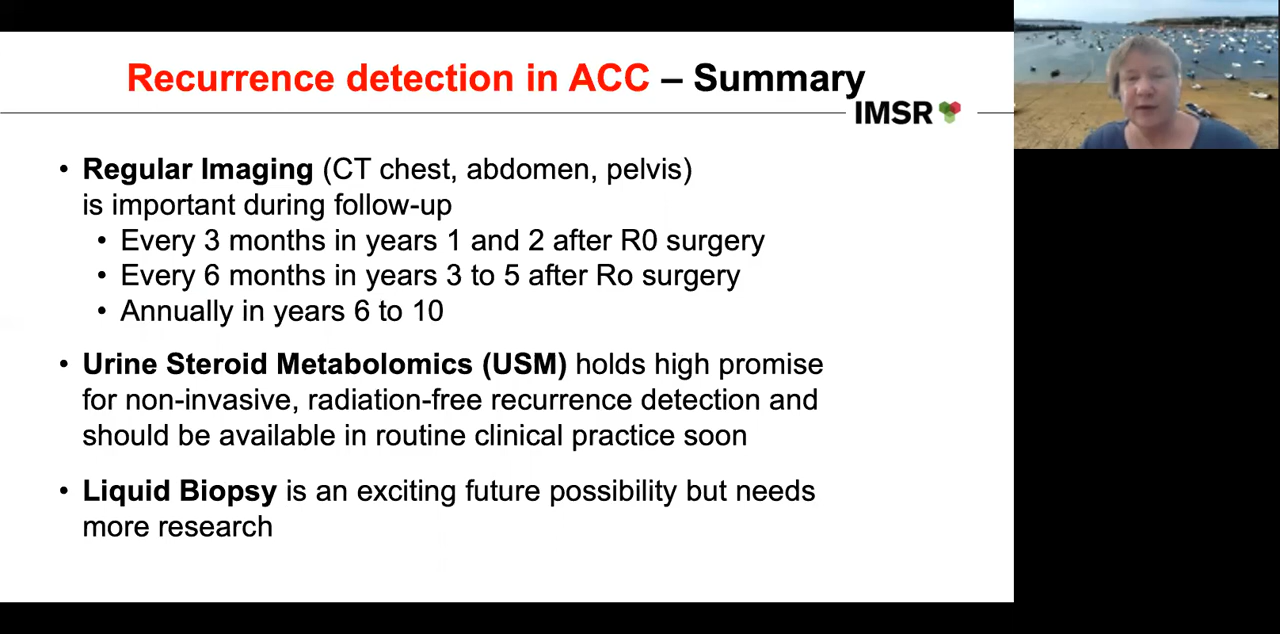 Recurrence detection in ACC – Summary
IMSR
• Regular Imaging (CT chest, abdomen, pelvis)
is important during follow-up
• Every 3 months in years 1 and 2 after R0 surgery
• Every 6 months in years 3 to 5 after Ro surgery
• Annually in years 6 to 10
• Urine Steroid Metabolomics (USM) holds high promise
for non-invasive, radiation-free recurrence detection and
should be available in routine clinical practice soon
• Liquid Biopsy is an exciting future possibility but needs
more research